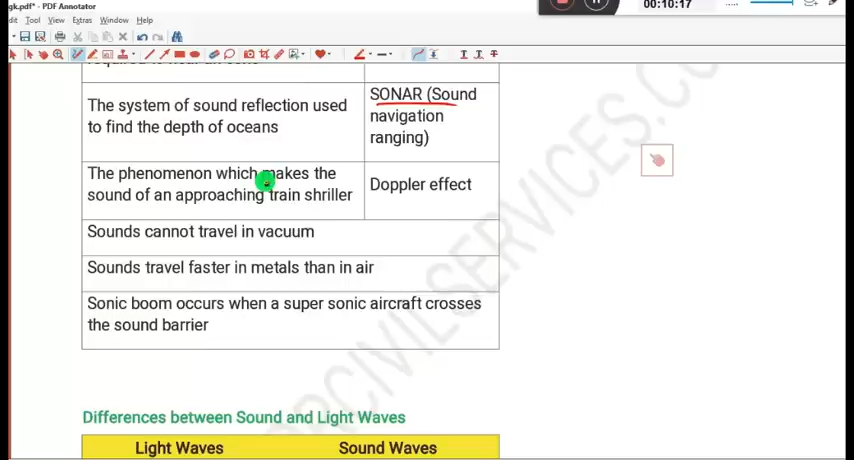 gk.pdf* - PDF Annotator
00:10:17
dit Tool View Extras Window Help
The system of sound reflection used
to find the depth of oceans
SONAR (Sound
navigation
ranging)
The phenomenon which makes the
sound of an approaching train shriller
Doppler effect
Sounds cannot travel in vacuum
Sounds travel faster in metals than in air
Sonic boom occurs when a super sonic aircraft crosses
the sound barrier
Differences between Sound and Light Waves
Light Waves
Sound Waves